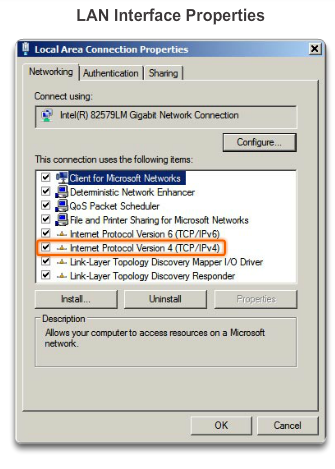 LAN Interface Properties
Local Area Connection Properties
Networking Authentication Sharing
Connect using:
Intel(R) 82579LM Gigabit Network Connection
Configure...
This connection uses the following items:
Client for Microsoft Networks
Deterministic Network Enhancer
QoS Packet Scheduler
File and Printer Sharing for Microsoft Networks
Internet Protocol Version 6 (TCP/IPv6)
Internet Protocol Version 4 (TCP/IPv4)
Link-Layer Topology Discovery Mapper I/O Driver
Link-Layer Topology Discovery Responder
Install... Uninstall Properties
Description
Allows your computer to access resources on a Microsoft
network.
OK Cancel